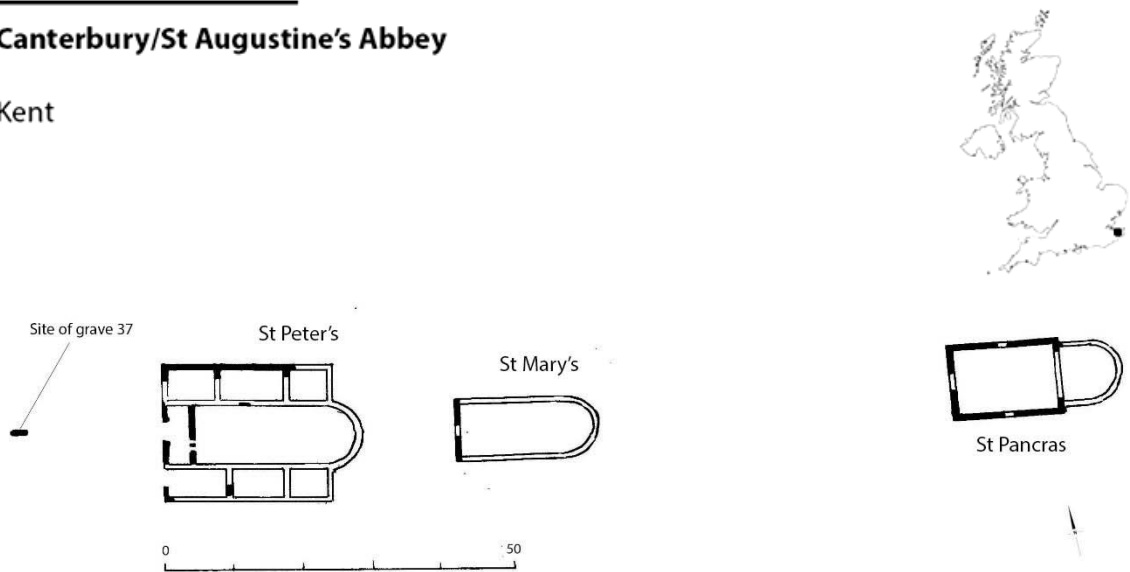 Canterbury/St Augustine's Abbey
Kent
Site of grave 37
St Peter's
St Mary's
St Pancras
0
50